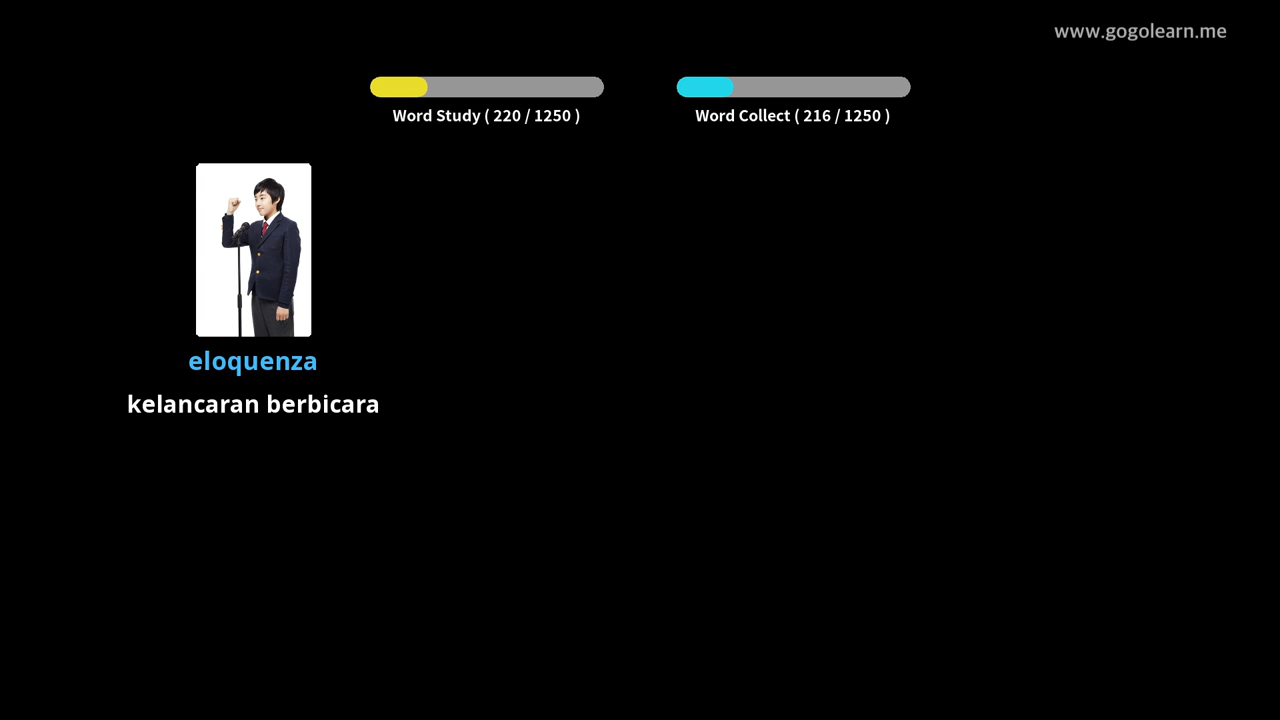 www.gogolearn.me
Word Study ( 220 / 1250 )
Word Collect ( 216 / 1250 )
eloquenza
kelancaran berbicara